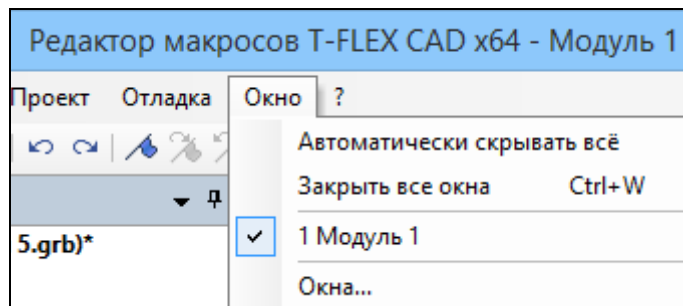 Редактор макросов T-FLEX CAD x64 - Модуль 1
Проект Отладка Окно ?
Автоматически скрывать всё
Закрыть все окна Ctrl+W
5.grb)*
1 Модуль 1
Окна...